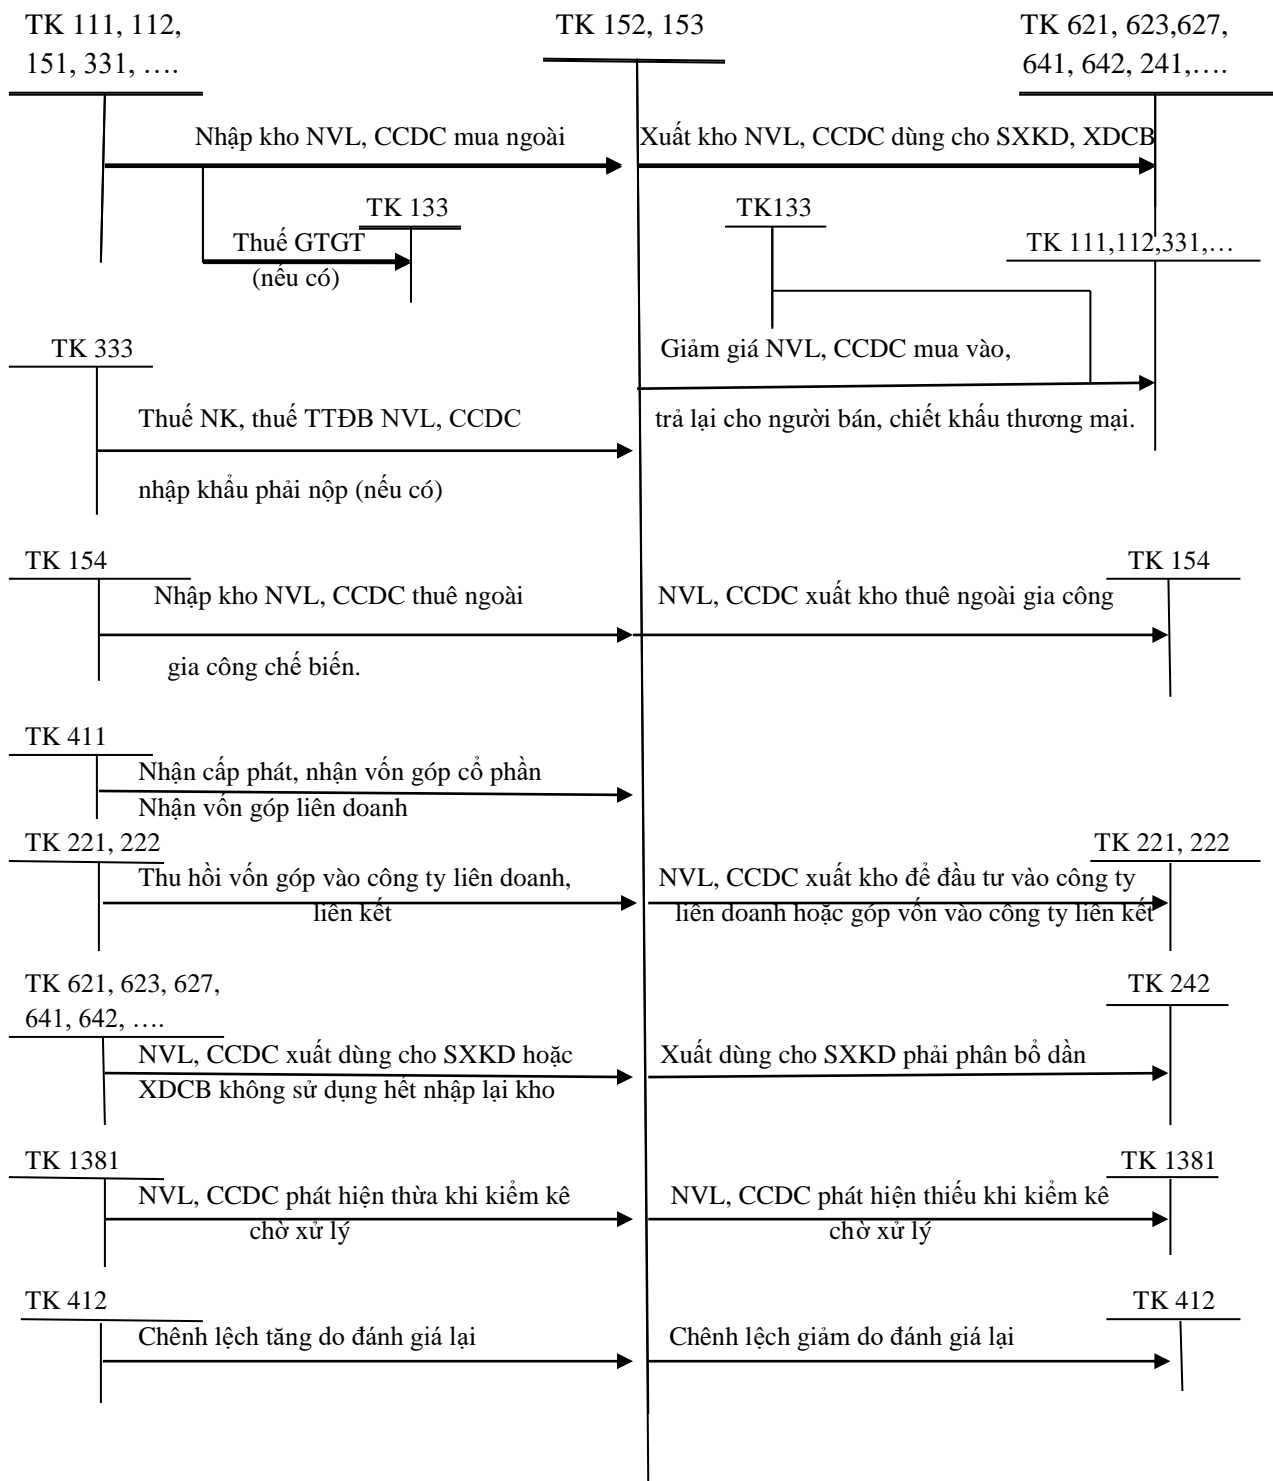 TK 111, 112,
151, 331, ….
TK 152, 153
TK 621, 623,627,
641, 642, 241,….
Nhập kho NVL, CCDC mua ngoài
Xuất kho NVL, CCDC dùng cho SXKD, XDCB
TK 133
Thuế GTGT
(nếu có)
TK133
TK 111,112,331,…
TK 333
Giảm giá NVL, CCDC mua vào,
Thuế NK, thuế TTĐB NVL, CCDC
trả lại cho người bán, chiết khấu thương mại.
nhập khẩu phải nộp (nếu có)
TK 154
TK 154
Nhập kho NVL, CCDC thuê ngoài
NVL, CCDC xuất kho thuê ngoài gia công
gia công chế biến.
TK 411
Nhận cấp phát, nhận vốn góp cổ phần
Nhận vốn góp liên doanh
TK 221, 222
TK 221, 222
Thu hồi vốn góp vào công ty liên doanh,
liên kết
NVL, CCDC xuất kho để đầu tư vào công ty
liên doanh hoặc góp vốn vào công ty liên kết
TK 621, 623, 627,
641, 642, ….
TK 242
NVL, CCDC xuất dùng cho SXKD hoặc
XDCB không sử dụng hết nhập lại kho
Xuất dùng cho SXKD phải phân bổ dần
TK 1381
TK 1381
NVL, CCDC phát hiện thừa khi kiểm kê
chờ xử lý
NVL, CCDC phát hiện thiếu khi kiểm kê
chờ xử lý
TK 412
TK 412
Chênh lệch tăng do đánh giá lại
Chênh lệch giảm do đánh giá lại